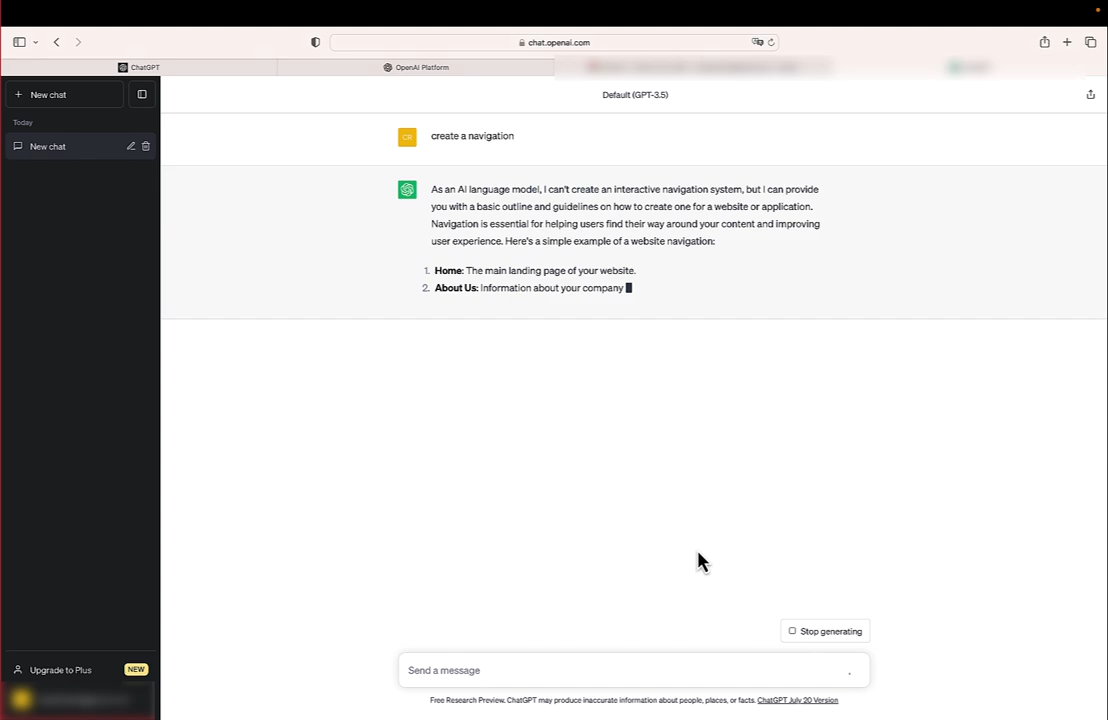 chat.openai.com
ChatGPT
OpenAI Platform
New chat
Default (GPT-3.5)
Today
New chat
CR
create a navigation
As an AI language model, I can't create an interactive navigation system, but I can provide
you with a basic outline and guidelines on how to create one for a website or application.
Navigation is essential for helping users find their way around your content and improving
user experience. Here's a simple example of a website navigation:
1. Home: The main landing page of your website.
2. About Us: Information about your company
Stop generating
Upgrade to Plus
NEW
Send a message
Free Research Preview. ChatGPT may produce inaccurate information about people, places, or facts. ChatGPT July 20 Version